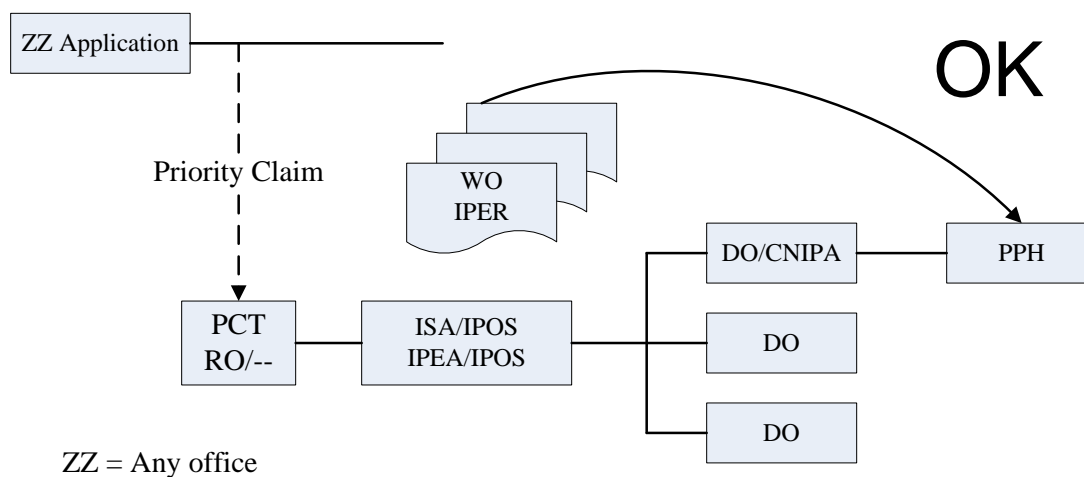 ZZ Application
OK
Priority Claim
WO
IPER
DO/CNIPA
PPH
PCT
RO/--
ISA/IPOS
IPEA/IPOS
DO
DO
ZZ = Any office